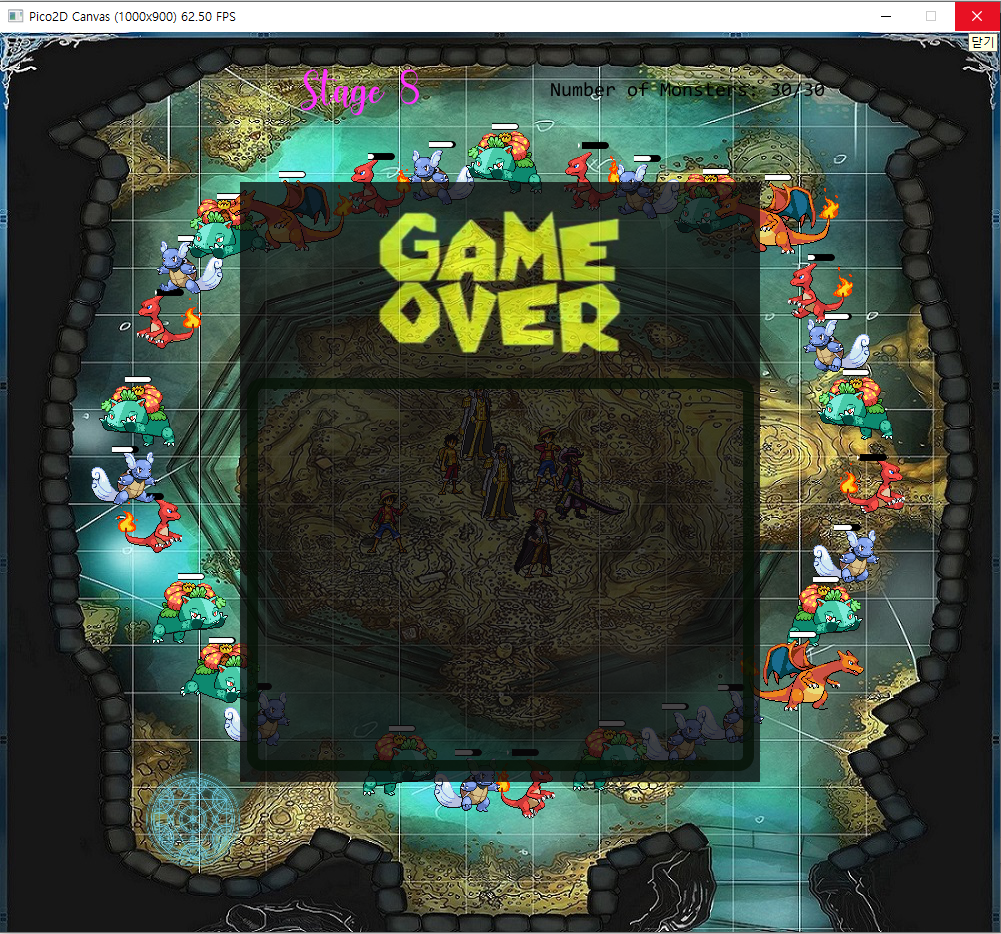 Pico2D Canvas (1000x900) 62.50 FPS
닫기
Stage 8
Number of Monsters: 30/30
GAME
OVER